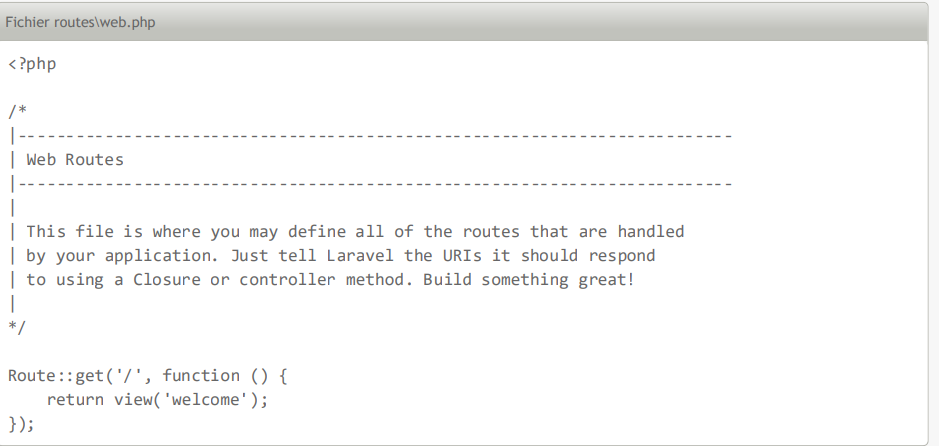 Fichier routes\web.php
<?php
/*
|--------------------------------------------------------------------------
| Web Routes
|--------------------------------------------------------------------------
|
| This file is where you may define all of the routes that are handled
| by your application. Just tell Laravel the URIs it should respond
| to using a Closure or controller method. Build something great!
|
*/
Route::get('/', function () {
    return view('welcome');
});